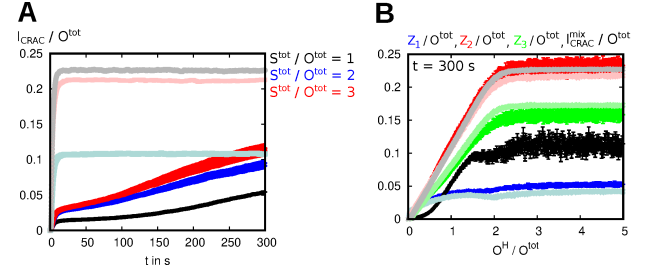 A
I_CRAC / O^tot
0.25
0.2
0.15
0.1
0.05
0
0 50 100 150 200 250 300
t in s
S^tot / O^tot = 1
S^tot / O^tot = 2
S^tot / O^tot = 3
B
Z_1 / O^tot, Z_2 / O^tot, Z_3 / O^tot, I_CRAC^mix / O^tot
t = 300 s
0.25
0.2
0.15
0.1
0.05
0
0 1 2 3 4 5
O^H / O^tot